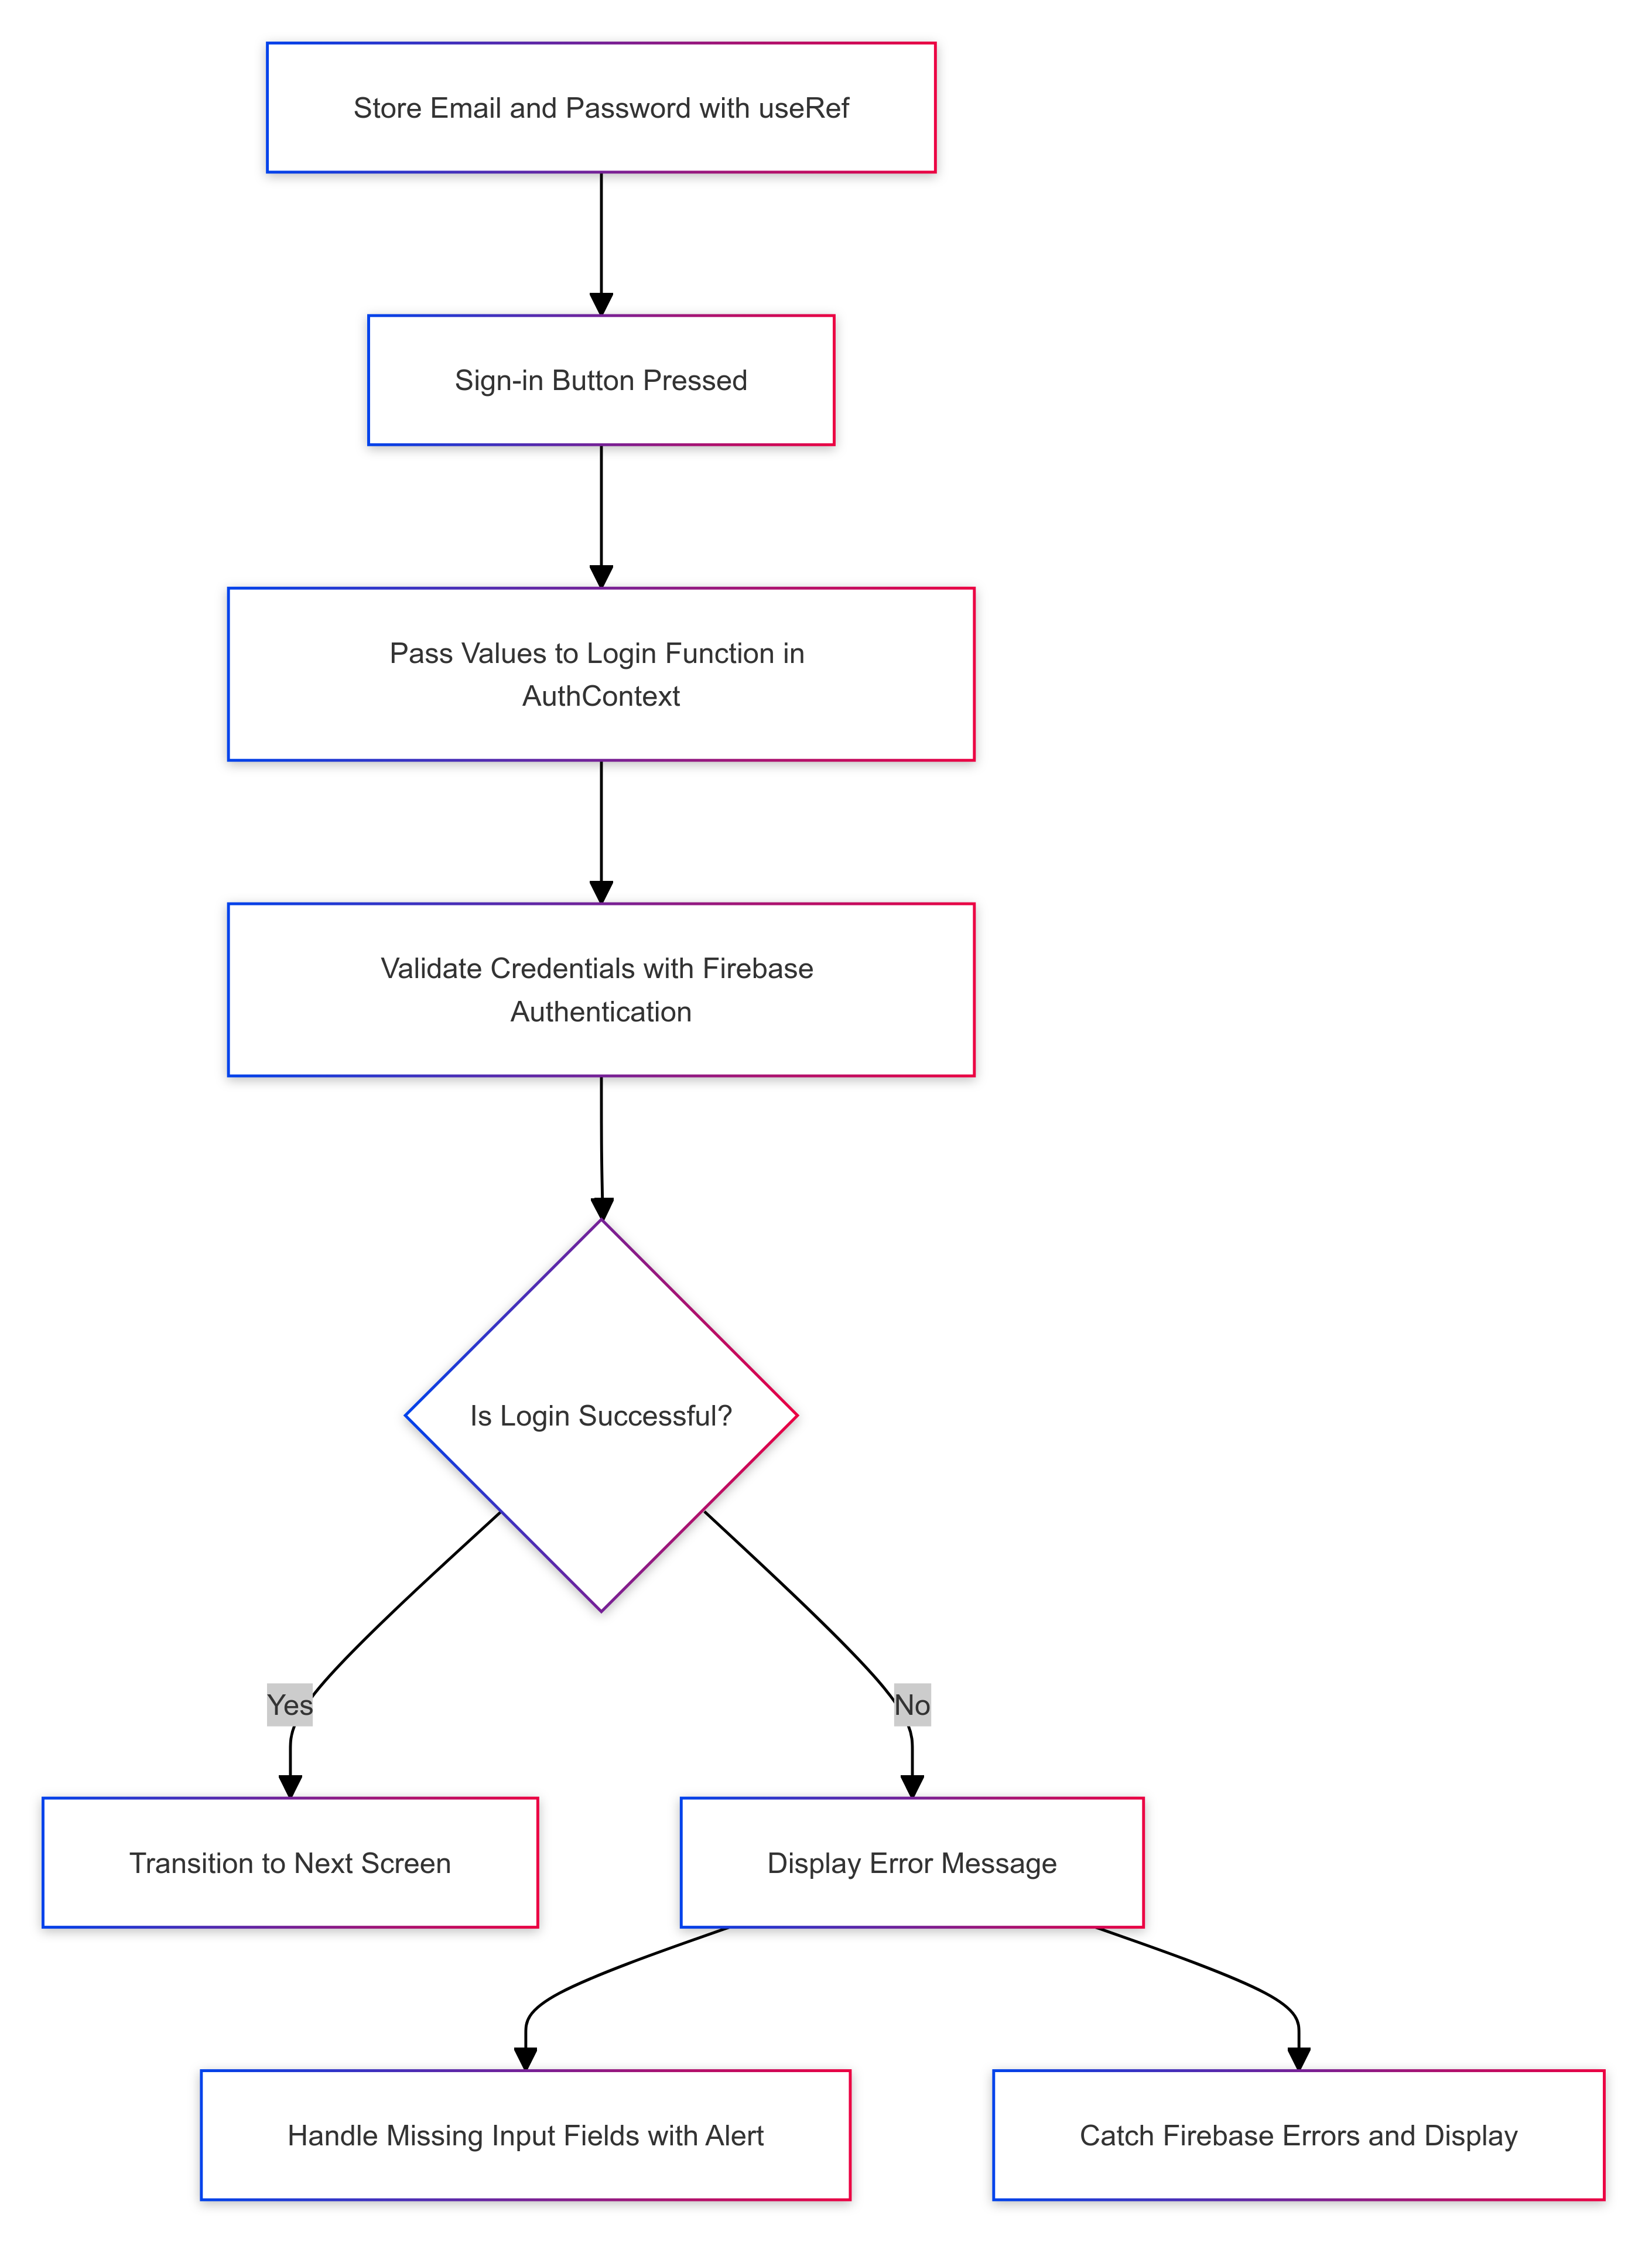 Store Email and Password with useRef
Sign-in Button Pressed
Pass Values to Login Function in
AuthContext
Validate Credentials with Firebase
Authentication
Is Login Successful?
Yes
No
Transition to Next Screen
Display Error Message
Handle Missing Input Fields with Alert
Catch Firebase Errors and Display